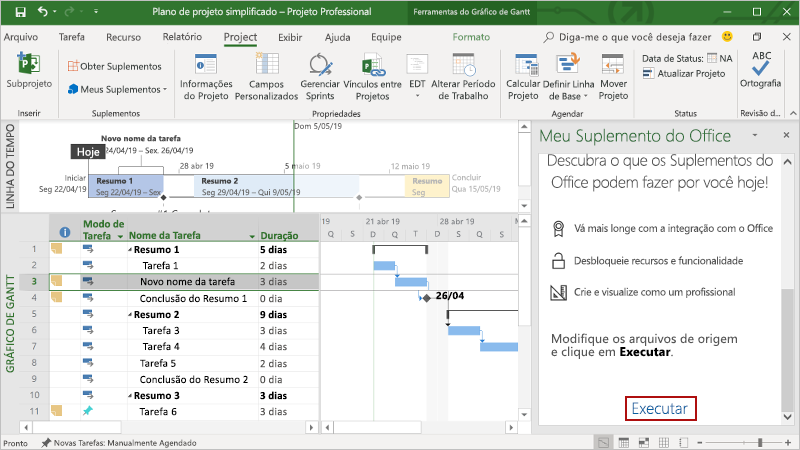 Plano de projeto simplificado – Projeto Professional
Ferramentas do Gráfico de Gantt
Arquivo Tarefa Recurso Relatório Project Exibir Ajuda Equipe Formato Diga-me o que você deseja fazer
Subprojeto
Inserir
Obter Suplementos
Meus Suplementos
Suplementos
Informações do Projeto
Campos Personalizados
Gerenciar Sprints
Vínculos entre Projetos
EDT
Alterar Período de Trabalho
Propriedades
Calcular Projeto
Definir Linha de Base
Mover Projeto
Agendar
Data de Status: NA
Atualizar Projeto
Status
ABC
Ortografia
Revisão d...
LINHA DO TEMPO
Dom 5/05/19
Novo nome da tarefa
24/04/19 – Sex. 26/04/19
Hoje
28 abr 19
5 maio 19
12 maio 19
Iniciar
Seg 22/04/19
Resumo 1
Seg 22/04/19 – Sex
Resumo 2
Seg 29/04/19 – Qui 9/05/19
Resumo
Seg
Concluir
Qua 15/05/19
GRÁFICO DE GANTT
Modo de Tarefa
Nome da Tarefa
Duração
1 Resumo 1 5 dias
2 Tarefa 1 2 dias
3 Novo nome da tarefa 3 dias
4 Conclusão do Resumo 1 0 dia
5 Resumo 2 9 dias
6 Tarefa 3 3 dias
7 Tarefa 4 4 dias
8 Tarefa 5 2 dias
9 Conclusão do Resumo 2 0 dia
10 Resumo 3 3 dias
11 Tarefa 6 3 dias
19
21 abr 19
28 abr 19
Q S D T Q S D T Q S
26/04
Meu Suplemento do Office
Descubra o que os Suplementos do
Office podem fazer por você hoje!
Vá mais longe com a integração com o Office
Desbloqueie recursos e funcionalidade
Crie e visualize como um profissional
Modifique os arquivos de origem
e clique em Executar.
Executar
Pronto
Novas Tarefas: Manualmente Agendado